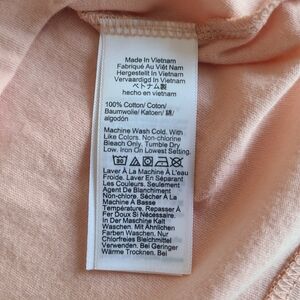 Made In Vietnam
Fabriqué Au Việt Nam
Hergestellt In Vietnam
Vervaardigd In Vietnam
ベトナム製
hecho en vietnam
100% Cotton/ Coton/
Baumwolle/ Katoen/ 綿/
algodón
Machine Wash Cold. With
Like Colors. Non-chlorine
Bleach Only. Tumble Dry
Low. Iron On Lowest Setting.
Laver À La Machine À L'eau
Froide. Laver En Séparant
Les Couleurs. Seulement
Agent De Blanchiment
Non-chlore. Sécher À La
Machine À Basse
Température. Repasser À
Fer Doux Si Nécessaire.
In Der Maschine Kalt
Waschen. Mit Ähnlichen
Farben Waschen. Nur
Chlorfreies Bleichmittel
Verwenden. Bei Geringer
Wärme Trocknen. Bei